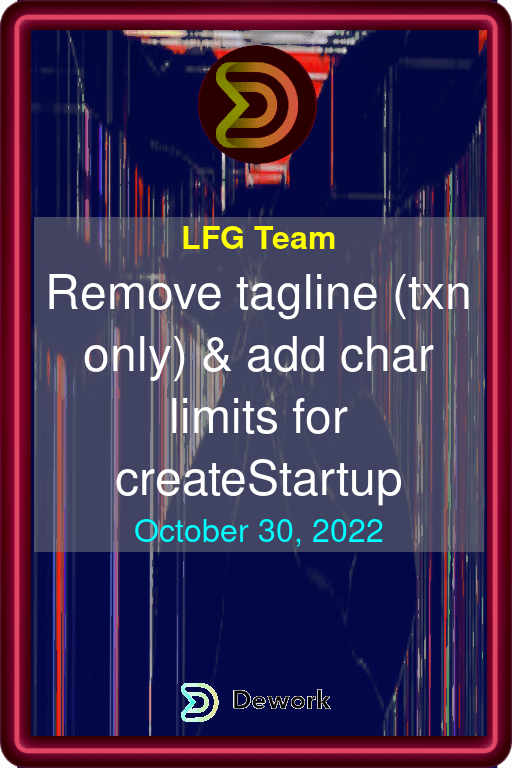 LFG Team
Remove tagline (txn
only) & add char
limits for
createStartup
October 30, 2022
Dework